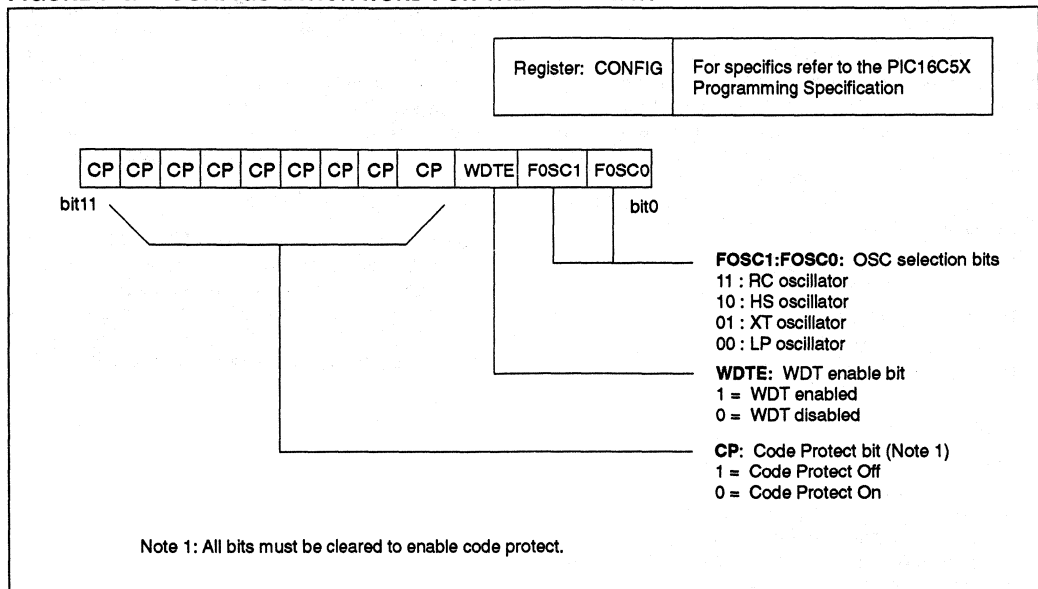 Register: CONFIG
For specifics refer to the PIC16C5X
Programming Specification
CP CP CP CP CP CP CP CP CP WDTE F0SC1 F0SC0
bit11
bit0
FOSC1:FOSC0: OSC selection bits
11 : RC oscillator
10 : HS oscillator
01 : XT oscillator
00 : LP oscillator
WDTE: WDT enable bit
1 = WDT enabled
0 = WDT disabled
CP: Code Protect bit (Note 1)
1 = Code Protect Off
0 = Code Protect On
Note 1: All bits must be cleared to enable code protect.